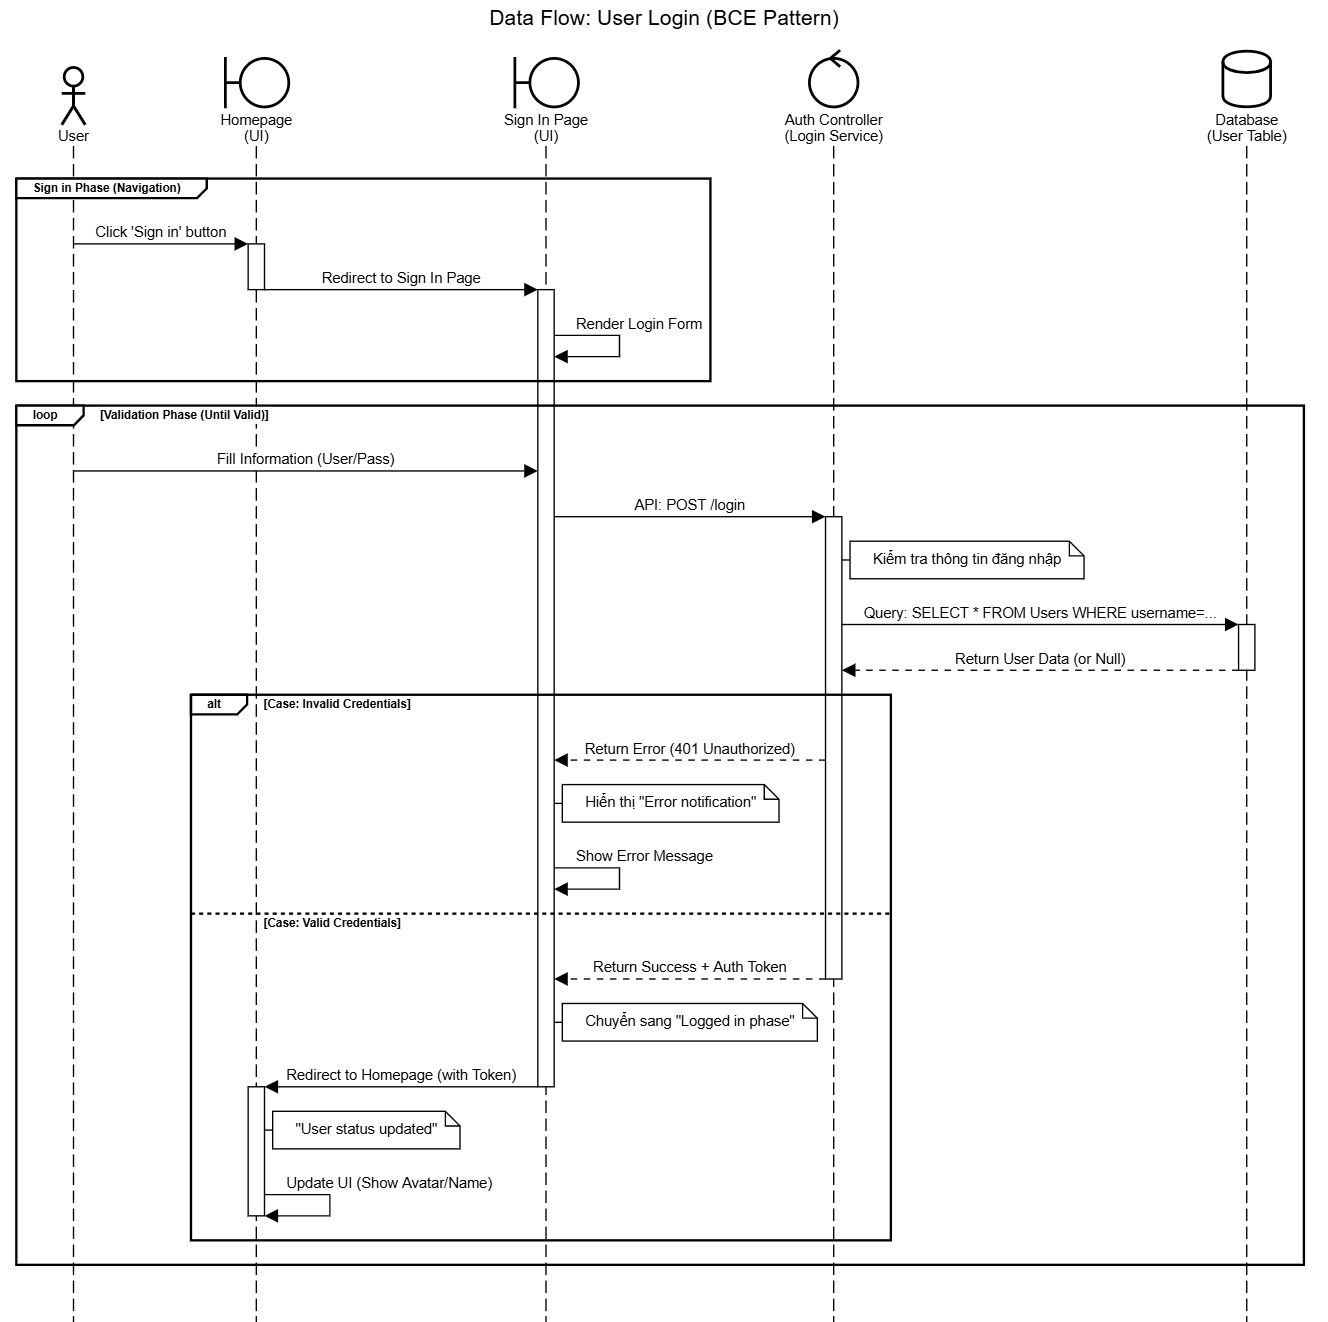 Data Flow: User Login (BCE Pattern)
User
Homepage
(UI)
Sign In Page
(UI)
Auth Controller
(Login Service)
Database
(User Table)
Sign in Phase (Navigation)
Click 'Sign in' button
Redirect to Sign In Page
Render Login Form
loop
[Validation Phase (Until Valid)]
Fill Information (User/Pass)
API: POST /login
Kiểm tra thông tin đăng nhập
Query: SELECT * FROM Users WHERE username=...
Return User Data (or Null)
alt
[Case: Invalid Credentials]
Return Error (401 Unauthorized)
Hiển thị "Error notification"
Show Error Message
[Case: Valid Credentials]
Return Success + Auth Token
Chuyển sang "Logged in phase"
Redirect to Homepage (with Token)
"User status updated"
Update UI (Show Avatar/Name)